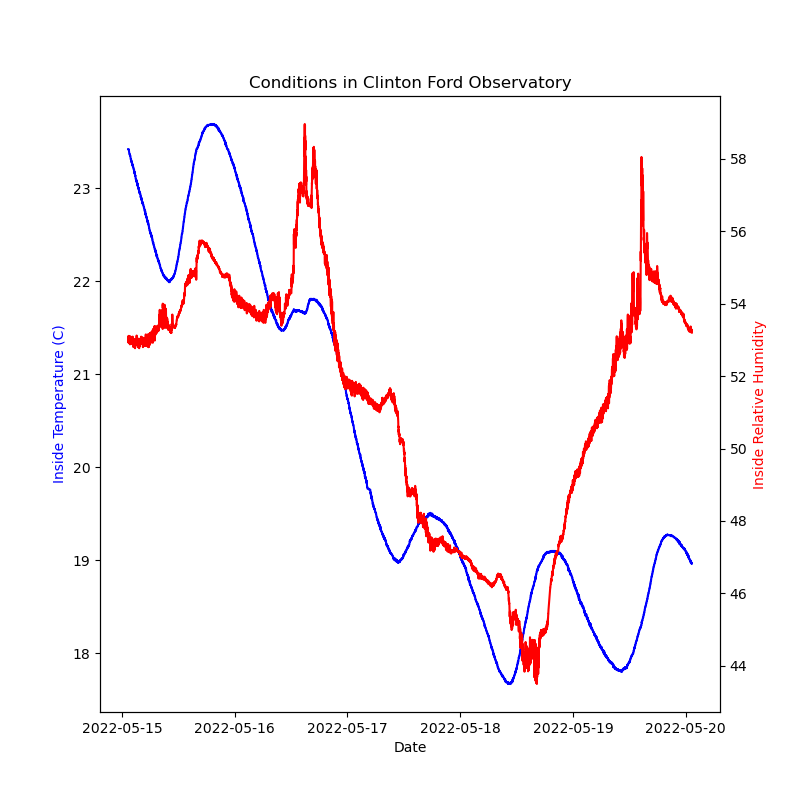 Conditions in Clinton Ford Observatory
Inside Temperature (C)
23
22
21
20
19
18
58
56
54
52
50
48
46
44
Inside Relative Humidity
2022-05-15 2022-05-16 2022-05-17 2022-05-18 2022-05-19 2022-05-20
Date